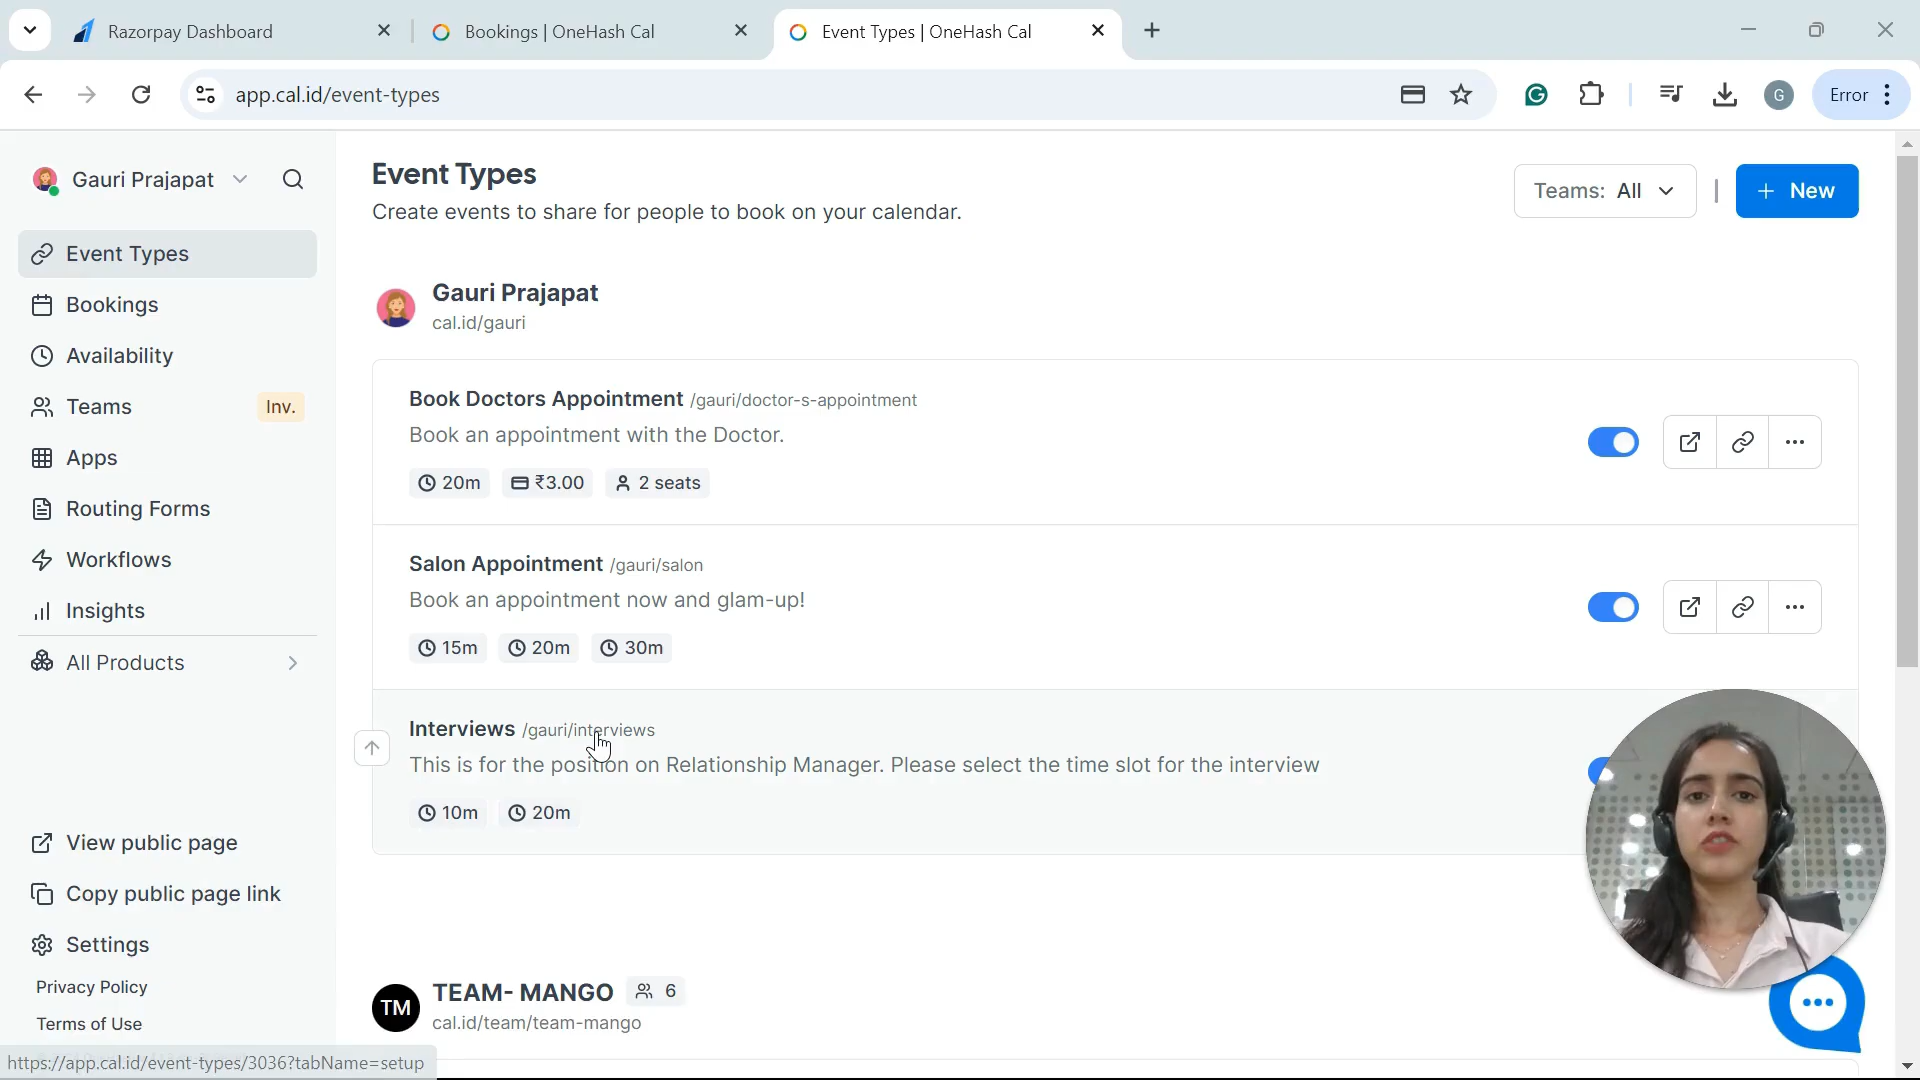 Razorpay Dashboard
Bookings | OneHash Cal
Event Types | OneHash Cal
app.cal.id/event-types
G
Error
Gauri Prajapat
Event Types
Bookings
Availability
Teams
Inv.
Apps
Routing Forms
Workflows
Insights
All Products
View public page
Copy public page link
Settings
Privacy Policy
Terms of Use
https://app.cal.id/event-types/3036?tabName=setup
Event Types
Create events to share for people to book on your calendar.
Teams: All
New
Gauri Prajapat
cal.id/gauri
Book Doctors Appointment /gauri/doctor-s-appointment
Book an appointment with the Doctor.
20m ₹3.00 2 seats
Salon Appointment /gauri/salon
Book an appointment now and glam-up!
15m 20m 30m
Interviews /gauri/interviews
This is for the position on Relationship Manager. Please select the time slot for the interview
10m 20m
TM
TEAM- MANGO 6
cal.id/team/team-mango